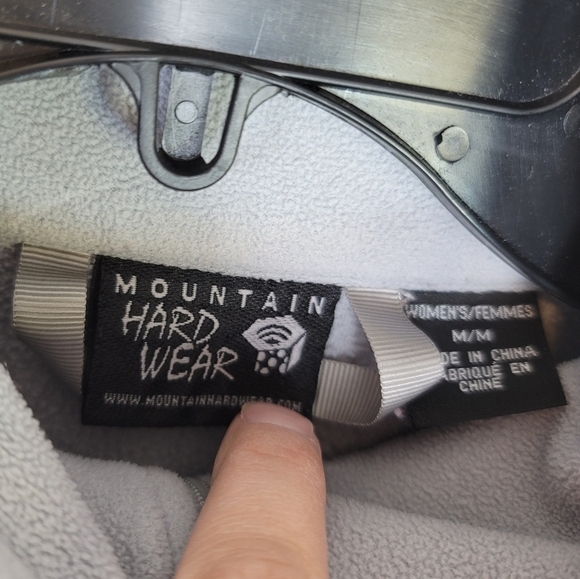 MOUNTAIN
HARD
WEAR
WWW.MOUNTAINHARDWEAR.COM
WOMEN'S/FEMMES
M/M
DE IN CHINA
ABRIQUÉ EN
CHINE